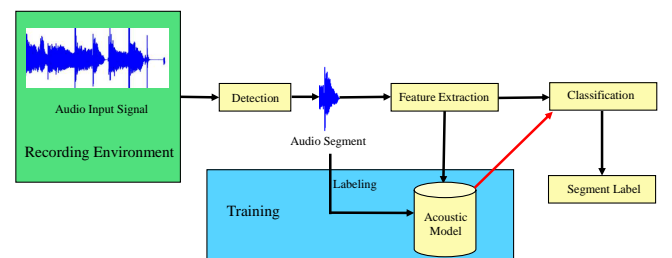 Audio Input Signal
Recording Environment
Detection
Audio Segment
Feature Extraction
Classification
Segment Label
Labeling
Training
Acoustic
Model